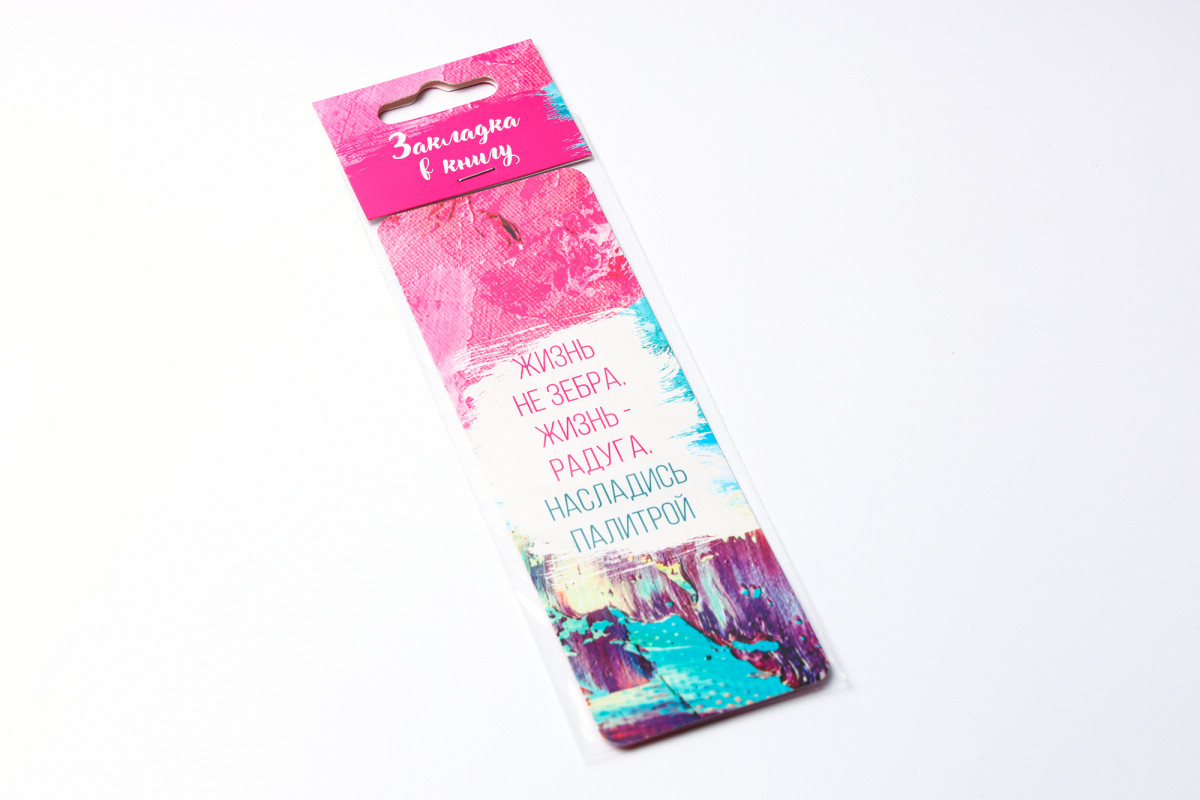 Закладка
в книгу
ЖИЗНЬ
НЕ ЗЕБРА.
ЖИЗНЬ -
РАДУГА.
НАСЛАДИСЬ
ПАЛИТРОЙ